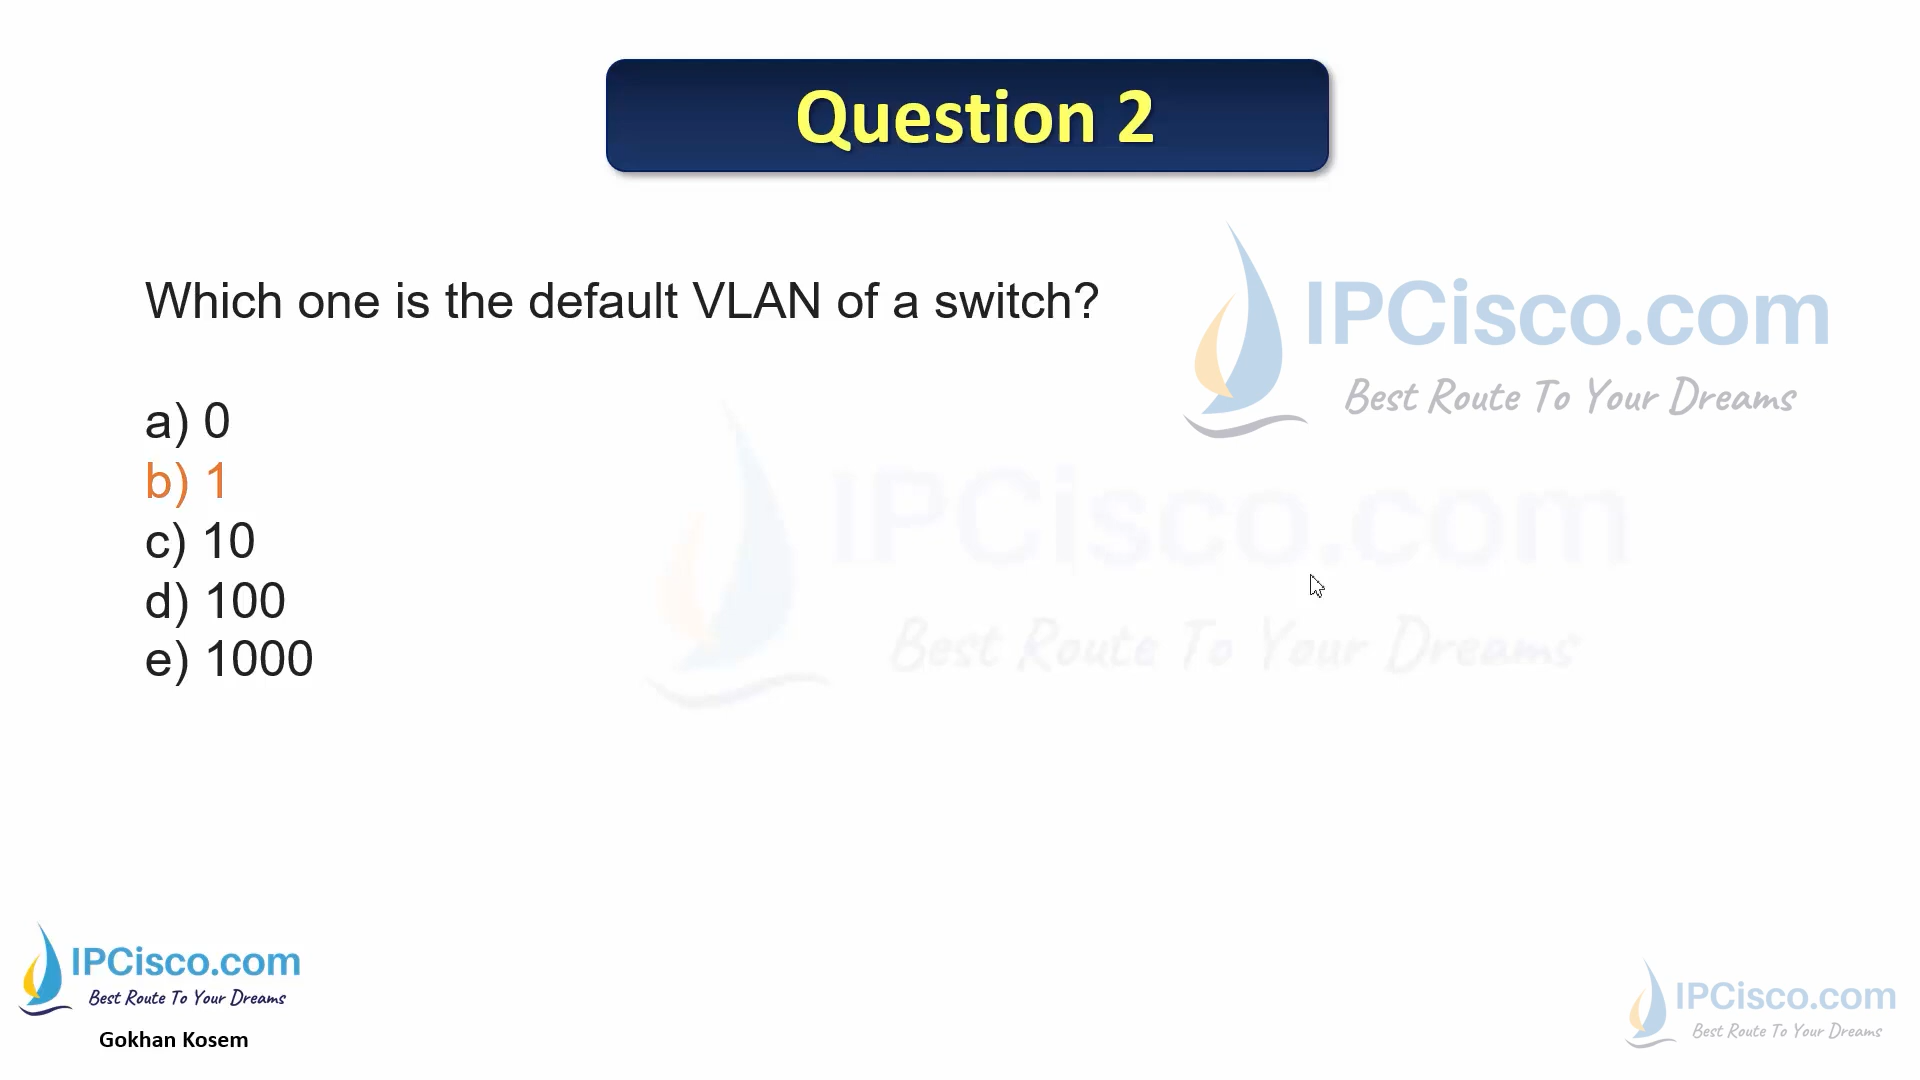 Question 2
Which one is the default VLAN of a switch?
IPCisco.com
Best Route To Your Dreams
a) 0
b) 1
c) 10
d) 100
e) 1000
IPCisco.com
Best Route To Your Dreams
IPCisco.com
Best Route To Your Dreams
Gokhan Kosem
IPCisco.com
Best Route To Your Dreams